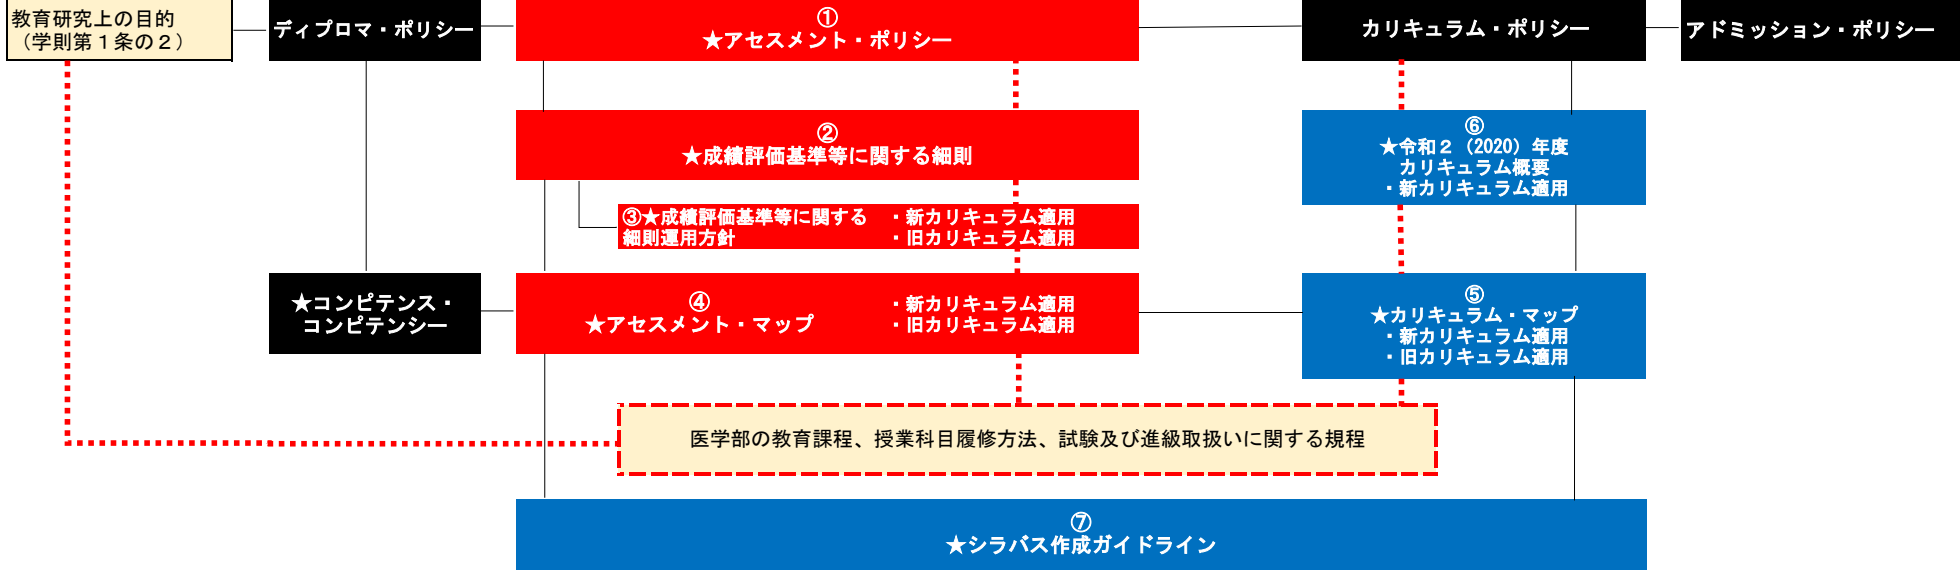 教育研究上の目的
（学則第１条の２）
ディプロマ・ポリシー
①
★アセスメント・ポリシー
カリキュラム・ポリシー
アドミッション・ポリシー
②
★成績評価基準等に関する細則
⑥
★令和２（2020）年度
カリキュラム概要
・新カリキュラム適用
③★成績評価基準等に関する
細則運用方針
・新カリキュラム適用
・旧カリキュラム適用
★コンピテンス・
コンピテンシー
④
★アセスメント・マップ
・新カリキュラム適用
・旧カリキュラム適用
⑤
★カリキュラム・マップ
・新カリキュラム適用
・旧カリキュラム適用
医学部の教育課程、授業科目履修方法、試験及び進級取扱いに関する規程
⑦
★シラバス作成ガイドライン